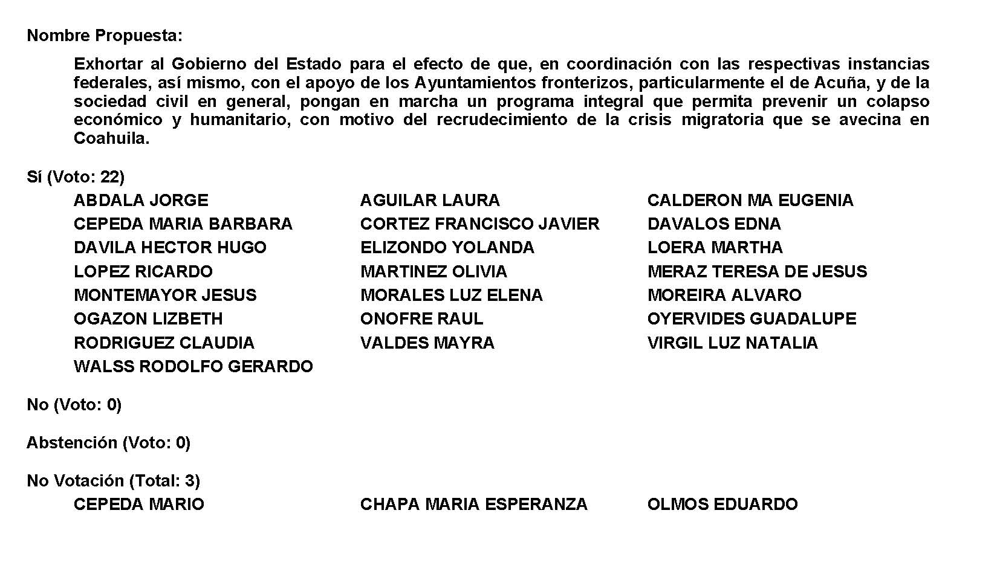 Nombre Propuesta:
Exhortar al Gobierno del Estado para el efecto de que, en coordinación con las respectivas instancias
federales, así mismo, con el apoyo de los Ayuntamientos fronterizos, particularmente el de Acuña, y de la
sociedad civil en general, pongan en marcha un programa integral que permita prevenir un colapso
económico y humanitario, con motivo del recrudecimiento de la crisis migratoria que se avecina en
Coahuila.
Sí (Voto: 22)
ABDALA JORGE AGUILAR LAURA CALDERON MA EUGENIA
CEPEDA MARIA BARBARA CORTEZ FRANCISCO JAVIER DAVALOS EDNA
DAVILA HECTOR HUGO ELIZONDO YOLANDA LOERA MARTHA
LOPEZ RICARDO MARTINEZ OLIVIA MERAZ TERESA DE JESUS
MONTEMAYOR JESUS MORALES LUZ ELENA MOREIRA ALVARO
OGAZON LIZBETH ONOFRE RAUL OYERVIDES GUADALUPE
RODRIGUEZ CLAUDIA VALDES MAYRA VIRGIL LUZ NATALIA
WALSS RODOLFO GERARDO
No (Voto: 0)
Abstención (Voto: 0)
No Votación (Total: 3)
CEPEDA MARIO CHAPA MARIA ESPERANZA OLMOS EDUARDO